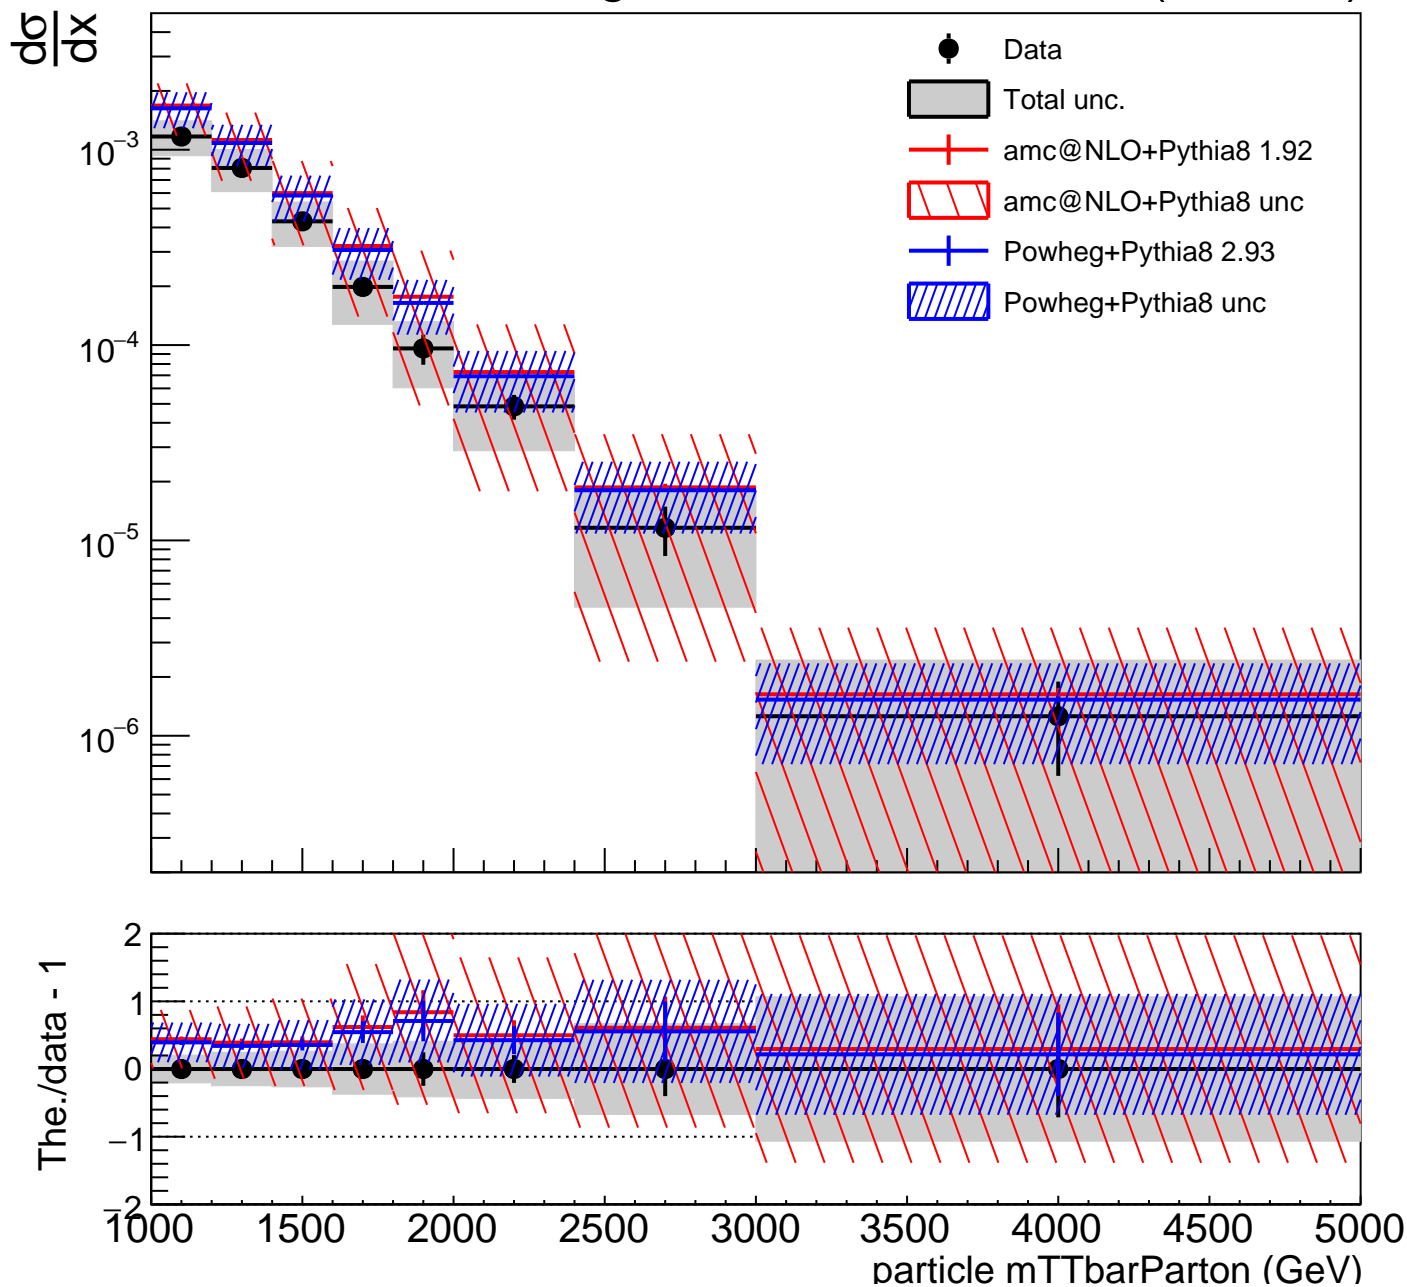 dσ
dx
Data
Total unc.
amc@NLO+Pythia8 1.92
amc@NLO+Pythia8 unc
Powheg+Pythia8 2.93
Powheg+Pythia8 unc
10−3
10−4
10−5
10−6
The./data - 1
2
1
0
−1
−2
1000 1500 2000 2500 3000 3500 4000 4500 5000
particle mTTbarParton (GeV)